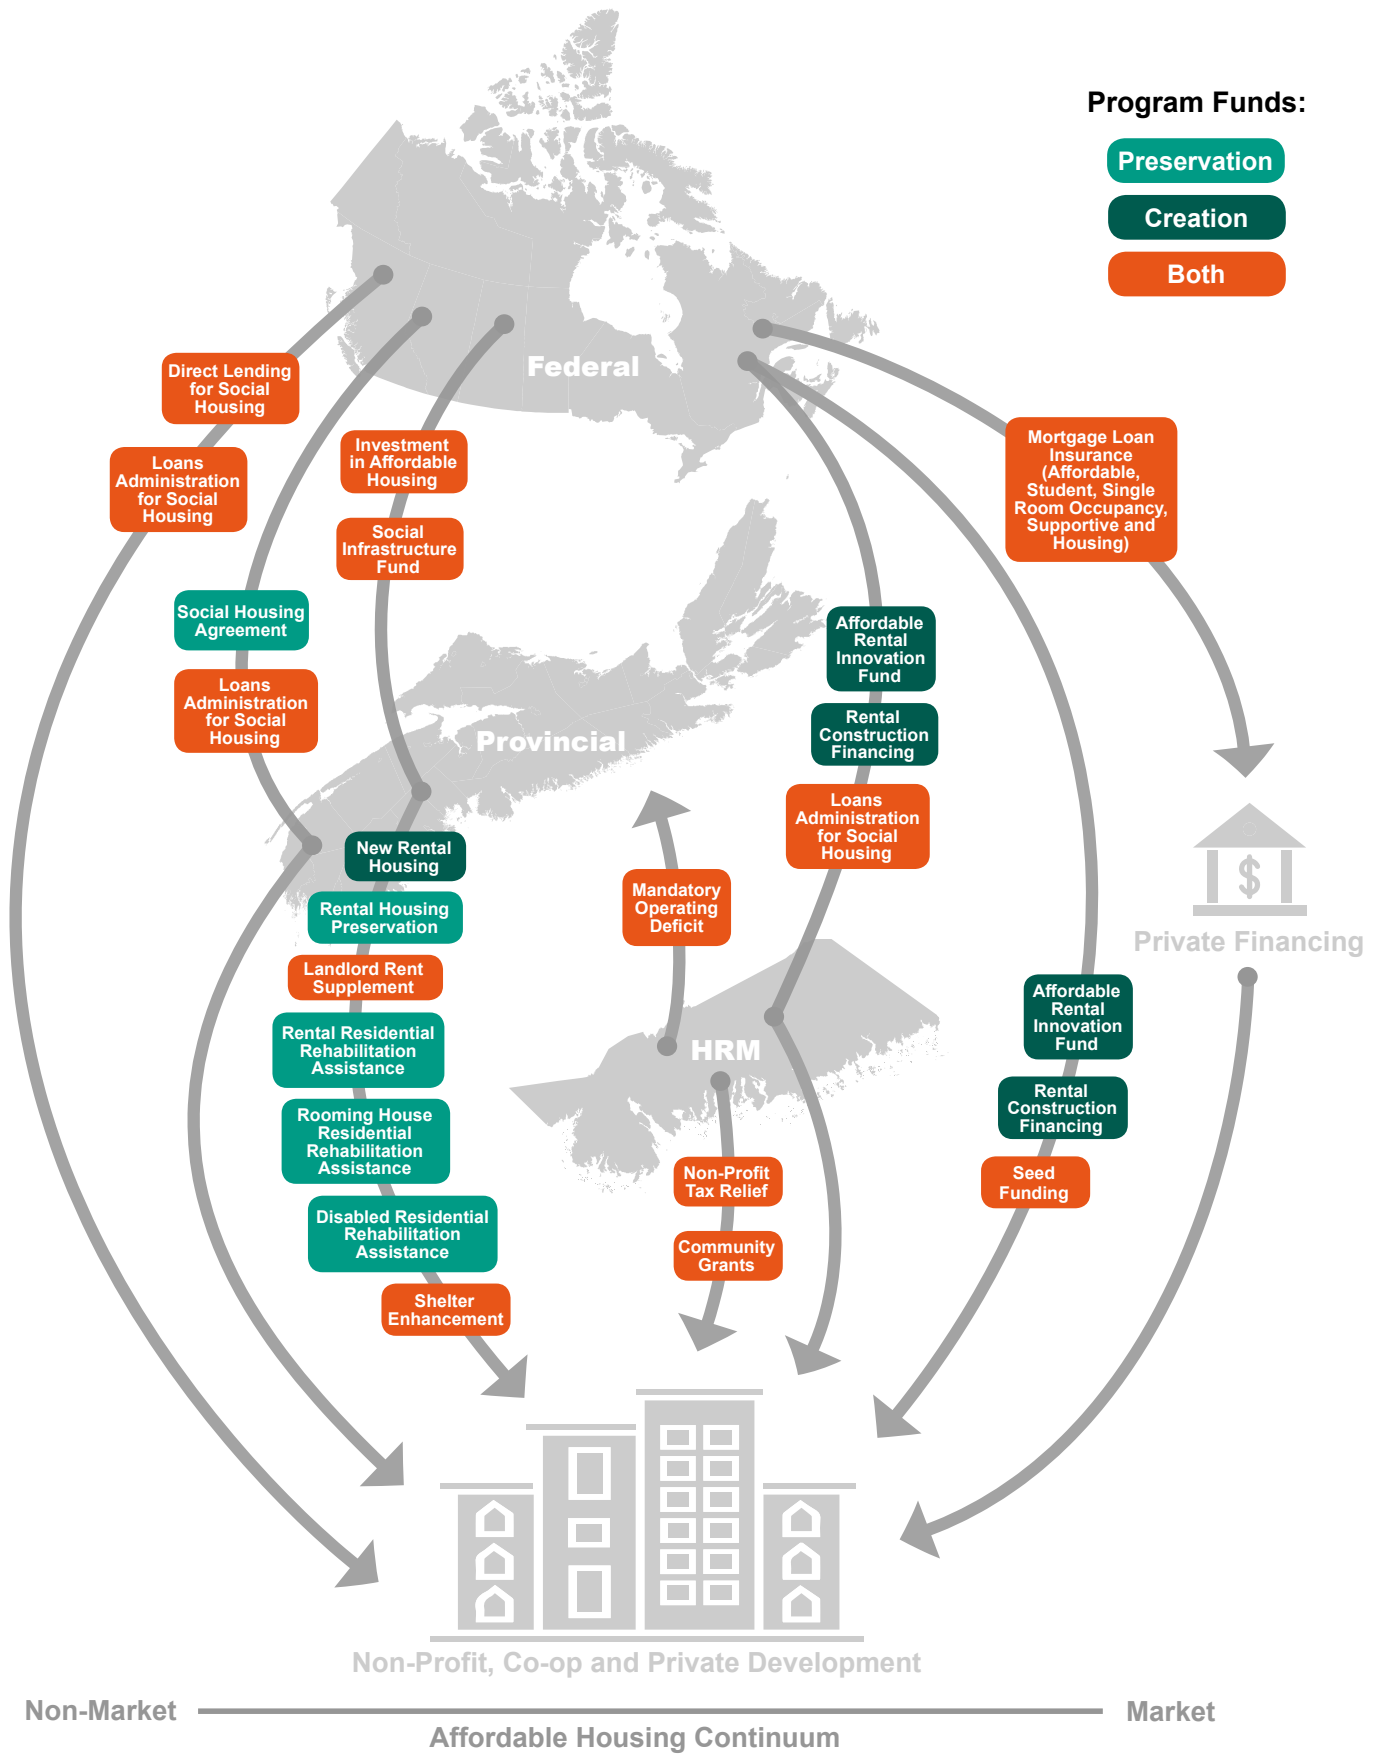 Program Funds:
Preservation
Creation
Both
Federal
Direct Lending
for Social
Housing
Loans
Administration
for Social
Housing
Investment
in Affordable
Housing
Social
Infrastructure
Fund
Mortgage Loan
Insurance
(Affordable,
Student, Single
Room Occupancy,
Supportive and
Housing)
Social Housing
Agreement
Loans
Administration
for Social
Housing
Affordable
Rental
Innovation
Fund
Rental
Construction
Financing
Loans
Administration
for Social
Housing
Provincial
New Rental
Housing
Rental Housing
Preservation
Landlord Rent
Supplement
Rental Residential
Rehabilitation
Assistance
Rooming House
Residential
Rehabilitation
Assistance
Disabled Residential
Rehabilitation
Assistance
Shelter
Enhancement
Mandatory
Operating
Deficit
HRM
Non-Profit
Tax Relief
Community
Grants
$
Private Financing
Affordable
Rental
Innovation
Fund
Rental
Construction
Financing
Seed
Funding
Non-Profit, Co-op and Private Development
Non-Market
Market
Affordable Housing Continuum